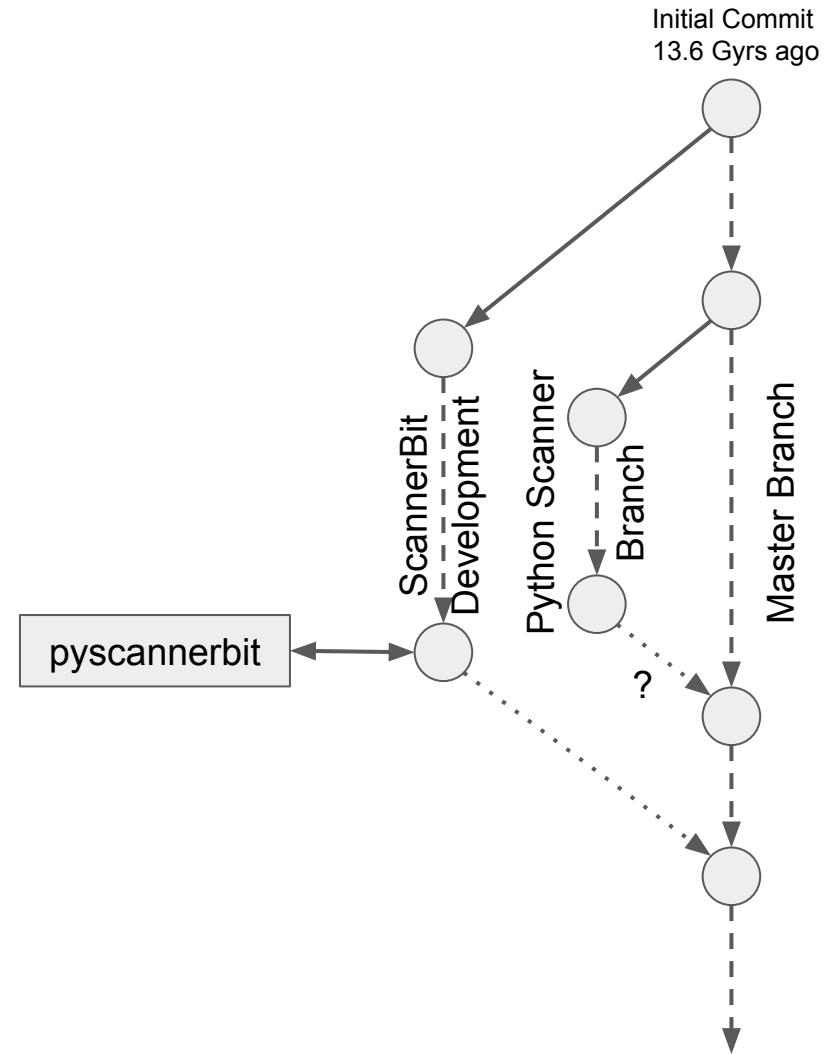 Initial Commit
13.6 Gyrs ago
ScannerBit
Development
Python Scanner
Branch
Master Branch
pyscannerbit
?